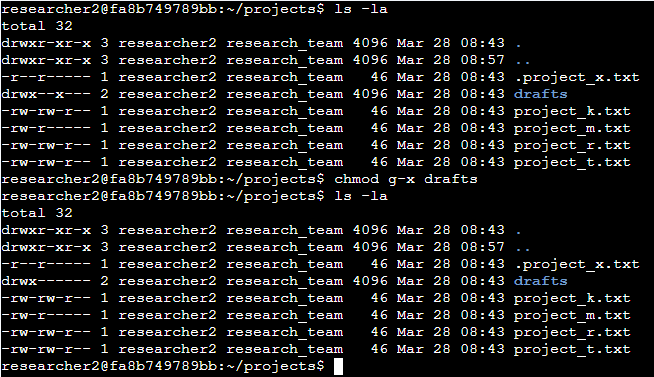 researcher2@fa8b749789bb:~/projects$ ls -la
total 32
drwxr-xr-x 3 researcher2 research_team 4096 Mar 28 08:43 .
drwxr-xr-x 3 researcher2 research_team 4096 Mar 28 08:57 ..
-r--r----- 1 researcher2 research_team   46 Mar 28 08:43 .project_x.txt
drwx--x--- 2 researcher2 research_team 4096 Mar 28 08:43 drafts
-rw-rw-r-- 1 researcher2 research_team   46 Mar 28 08:43 project_k.txt
-rw-r----- 1 researcher2 research_team   46 Mar 28 08:43 project_m.txt
-rw-rw-r-- 1 researcher2 research_team   46 Mar 28 08:43 project_r.txt
-rw-rw-r-- 1 researcher2 research_team   46 Mar 28 08:43 project_t.txt
researcher2@fa8b749789bb:~/projects$ chmod g-x drafts
researcher2@fa8b749789bb:~/projects$ ls -la
total 32
drwxr-xr-x 3 researcher2 research_team 4096 Mar 28 08:43 .
drwxr-xr-x 3 researcher2 research_team 4096 Mar 28 08:57 ..
-r--r----- 1 researcher2 research_team   46 Mar 28 08:43 .project_x.txt
drwx------ 2 researcher2 research_team 4096 Mar 28 08:43 drafts
-rw-rw-r-- 1 researcher2 research_team   46 Mar 28 08:43 project_k.txt
-rw-rw-r-- 1 researcher2 research_team   46 Mar 28 08:43 project_m.txt
-rw-rw-r-- 1 researcher2 research_team   46 Mar 28 08:43 project_r.txt
-rw-rw-r-- 1 researcher2 research_team   46 Mar 28 08:43 project_t.txt
researcher2@fa8b749789bb:~/projects$